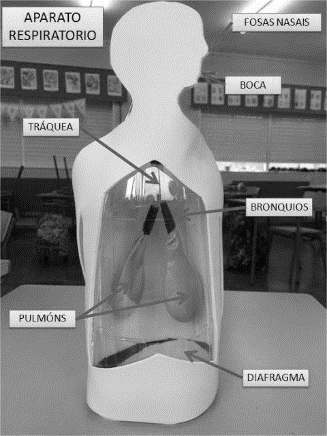 APARATO
RESPIRATORIO
FOSAS NASAIS
BOCA
TRÁQUEA
BRONQUIOS
PULMÓNS
DIAFRAGMA